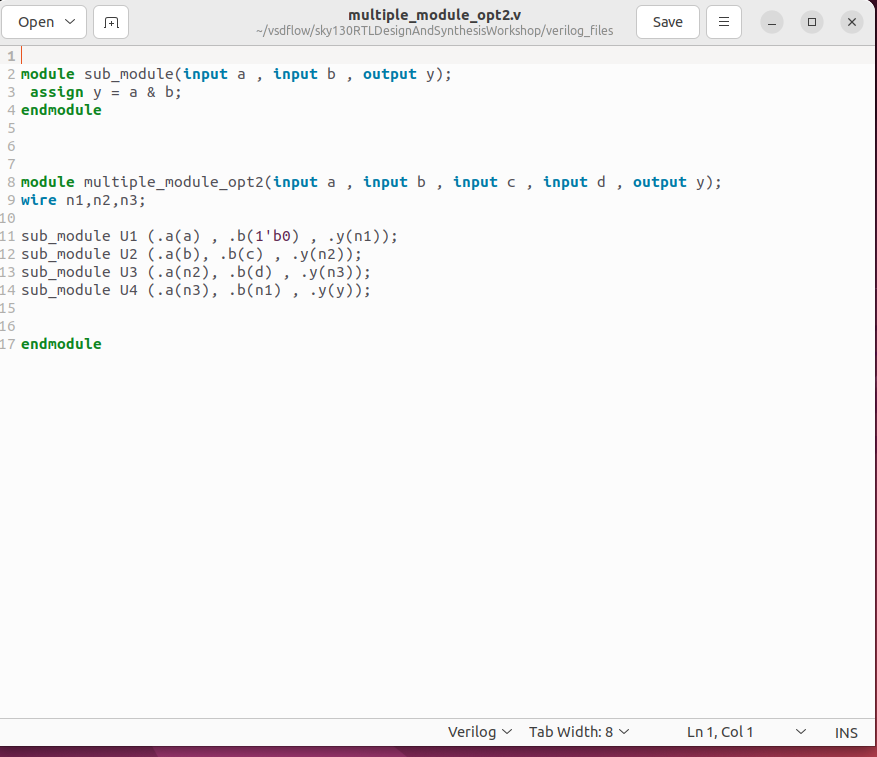 Open
multiple_module_opt2.v
~/vsdflow/sky130RTLDesignAndSynthesisWorkshop/verilog_files
Save
1
2 module sub_module(input a , input b , output y);
3  assign y = a & b;
4 endmodule
5
6
7
8 module multiple_module_opt2(input a , input b , input c , input d , output y);
9 wire n1,n2,n3;
10
11 sub_module U1 (.a(a) , .b(1'b0) , .y(n1));
12 sub_module U2 (.a(b), .b(c) , .y(n2));
13 sub_module U3 (.a(n2), .b(d) , .y(n3));
14 sub_module U4 (.a(n3), .b(n1) , .y(y));
15
16
17 endmodule
Verilog Tab Width: 8 Ln 1, Col 1 INS